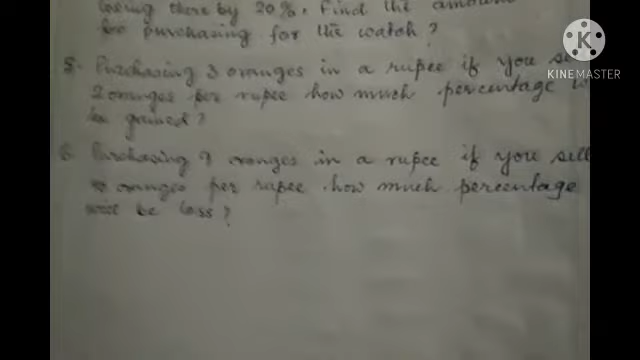 losing there by 20%. Find the amount
for purchasing for the watch?
5. Purchasing 3 oranges in a rupee if you
2 oranges per rupee how much percentage
be gained?
6. Purchasing 9 oranges in a rupee if you sell
oranges per rupee how much percentage
will be loss?
KINEMASTER